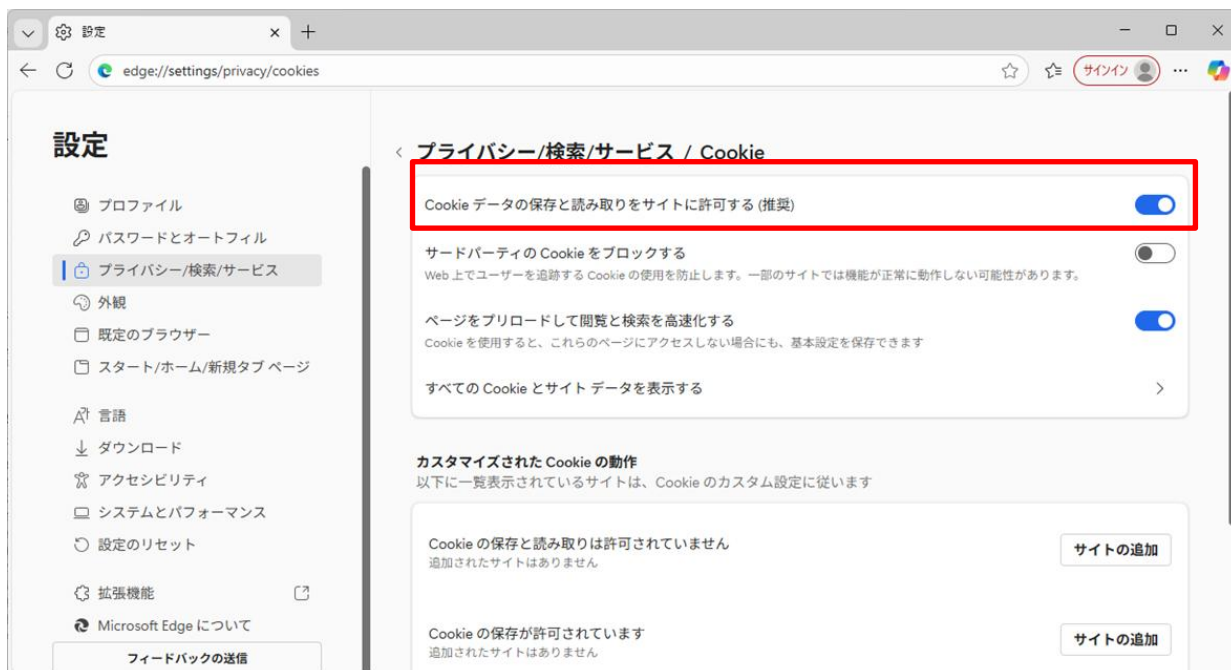 設定
edge://settings/privacy/cookies
サインイン
設定
プロファイル
パスワードとオートフィル
プライバシー/検索/サービス
外観
既定のブラウザー
スタート/ホーム/新規タブ ページ
言語
ダウンロード
アクセシビリティ
システムとパフォーマンス
設定のリセット
拡張機能
Microsoft Edge について
フィードバックの送信
プライバシー/検索/サービス / Cookie
Cookie データの保存と読み取りをサイトに許可する (推奨)
サードパーティの Cookie をブロックする
Web 上でユーザーを追跡する Cookie の使用を防止します。一部のサイトでは機能が正常に動作しない可能性があります。
ページをプリロードして閲覧と検索を高速化する
Cookie を使用すると、これらのページにアクセスしない場合にも、基本設定を保存できます
すべての Cookie とサイト データを表示する
カスタマイズされた Cookie の動作
以下に一覧表示されているサイトは、Cookie のカスタム設定に従います
Cookie の保存と読み取りは許可されていません
追加されたサイトはありません
サイトの追加
Cookie の保存が許可されています
追加されたサイトはありません
サイトの追加